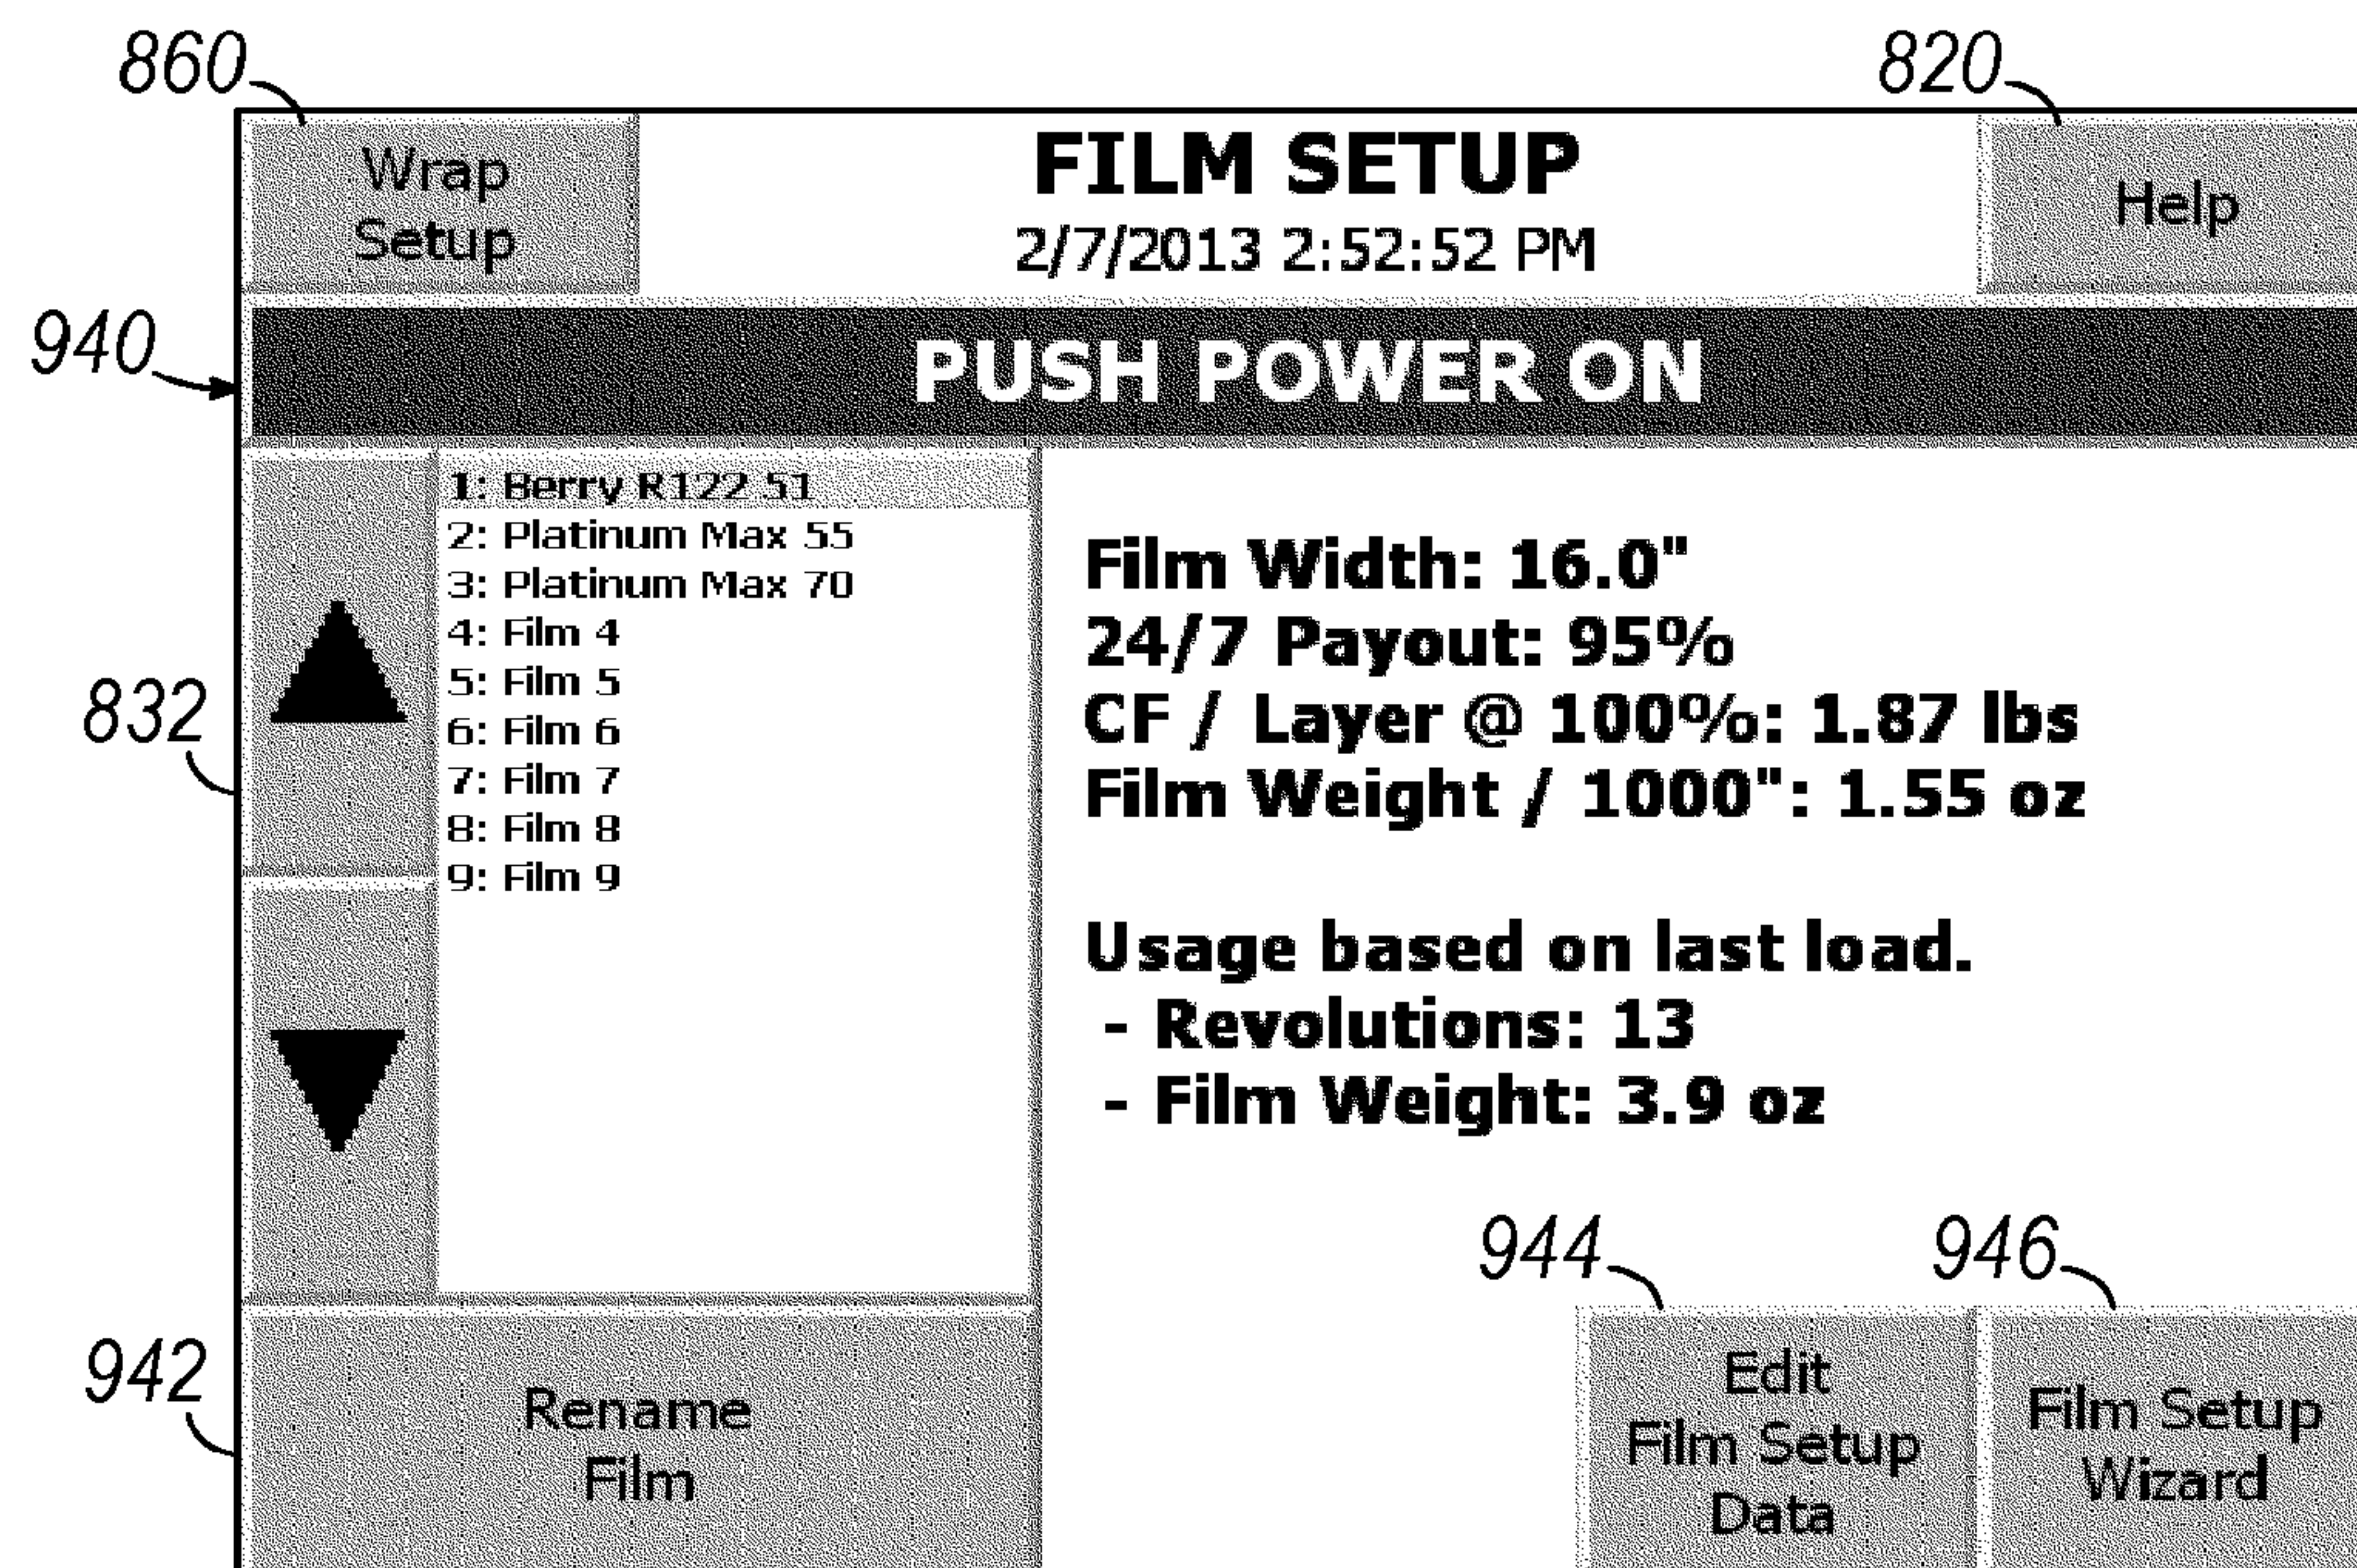 860
820
Wrap
Setup
FILM SETUP
2/7/2013 2:52:52 PM
Help
940
PUSH POWER ON
1: Berry R122 51
2: Platinum Max 55
3: Platinum Max 70
4: Film 4
5: Film 5
6: Film 6
7: Film 7
8: Film 8
9: Film 9
832
Film Width: 16.0"
24/7 Payout: 95%
CF / Layer @ 100%: 1.87 lbs
Film Weight / 1000": 1.55 oz
Usage based on last load.
- Revolutions: 13
- Film Weight: 3.9 oz
944
946
942
Rename
Film
Edit
Film Setup
Data
Film Setup
Wizard